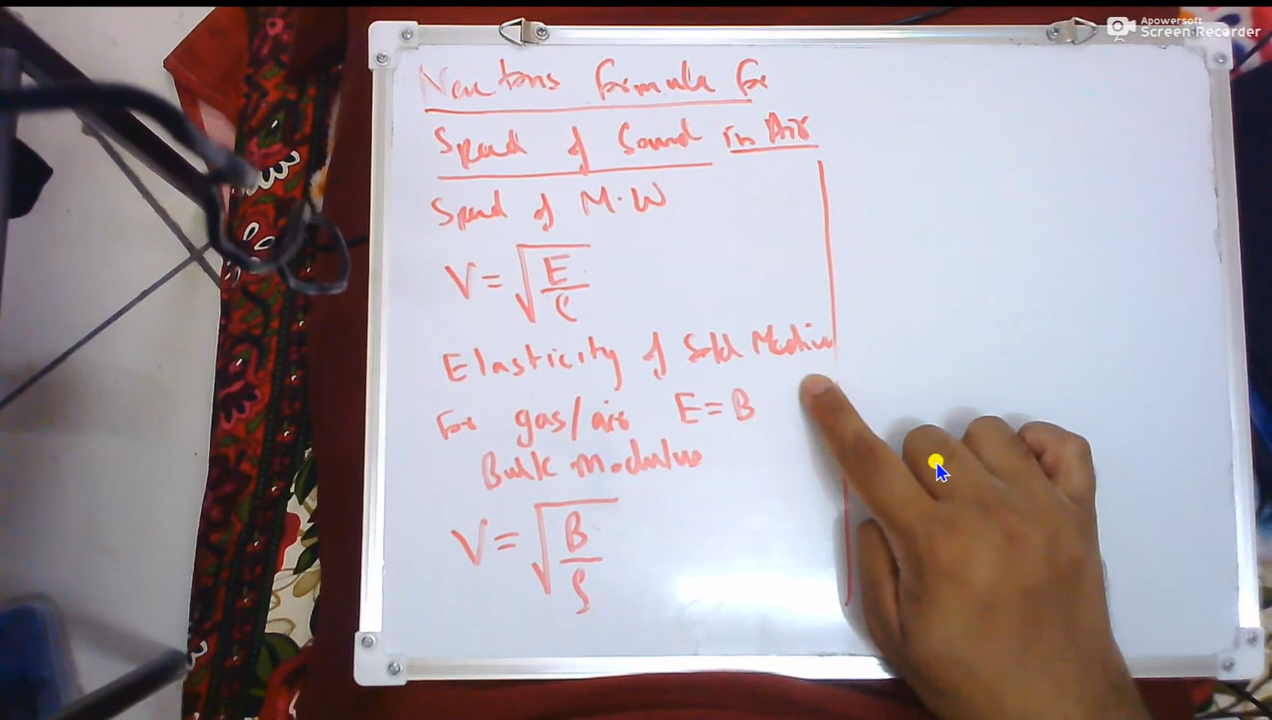 Newtons formula for
Speed of Sound in Air
Speed of M.W
V = √E/ρ
Elasticity of Solid Medium
For gas/air E = B
Bulk Modulus
V = √B/ρ
Apowersoft
Screen Recorder